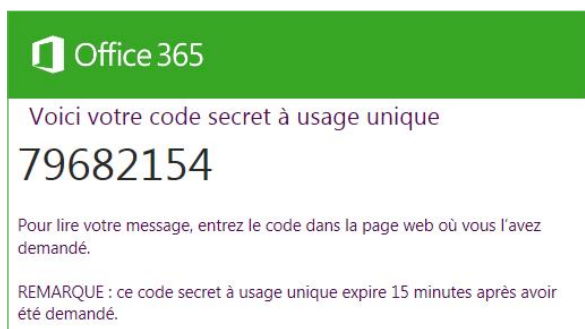 Office 365
Voici votre code secret à usage unique
79682154
Pour lire votre message, entrez le code dans la page web où vous l'avez
demandé.
REMARQUE : ce code secret à usage unique expire 15 minutes après avoir
été demandé.